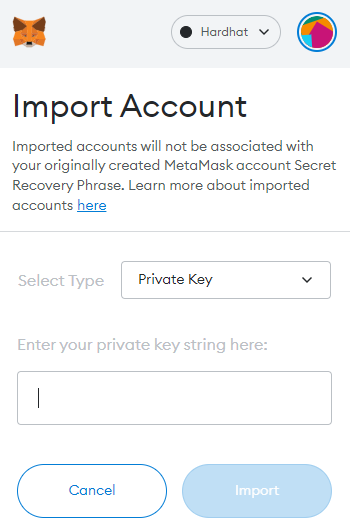 Hardhat
Import Account
Imported accounts will not be associated with
your originally created MetaMask account Secret
Recovery Phrase. Learn more about imported
accounts here
Select Type
Private Key
Enter your private key string here:
Cancel
Import